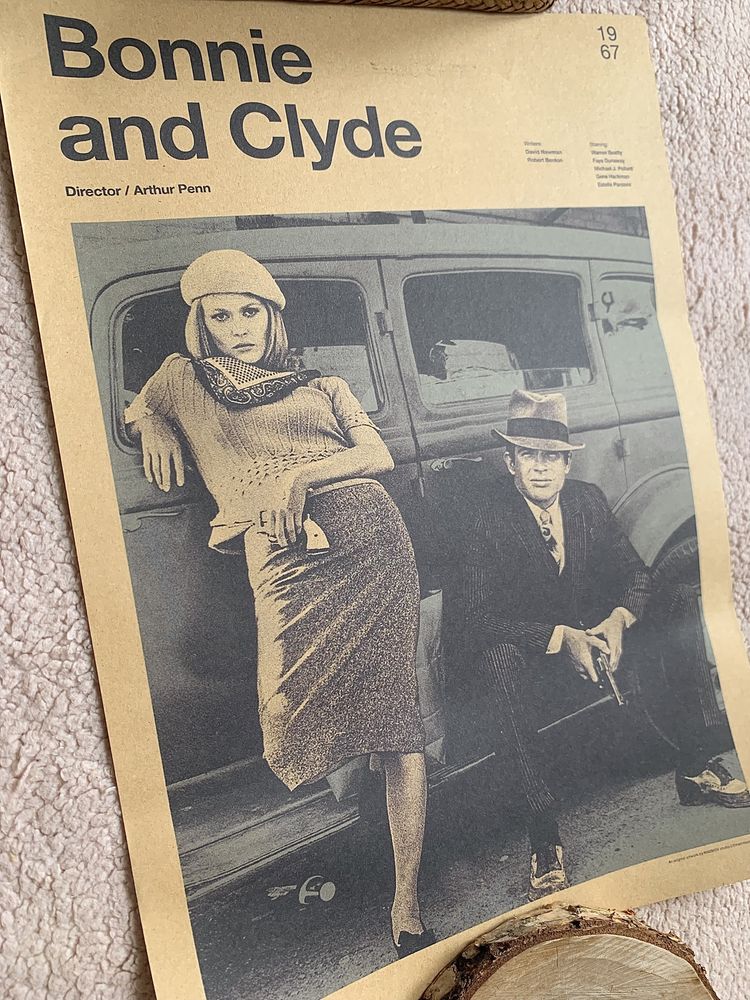 Bonnie
and Clyde
19
67
Director / Arthur Penn
Writers
David Newman
Robert Benton
Starring
Warren Beatty
Faye Dunaway
Michael J. Pollard
Gene Hackman
Estelle Parsons